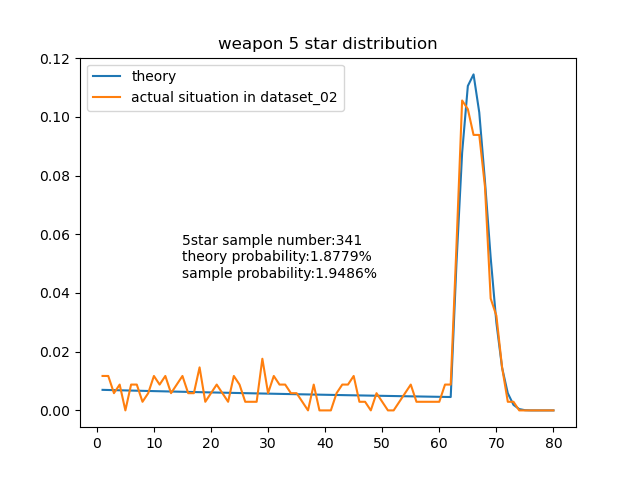 weapon 5 star distribution
theory
actual situation in dataset_02
5star sample number:341
theory probability:1.8779%
sample probability:1.9486%
0.12
0.10
0.08
0.06
0.04
0.02
0.00
0 10 20 30 40 50 60 70 80